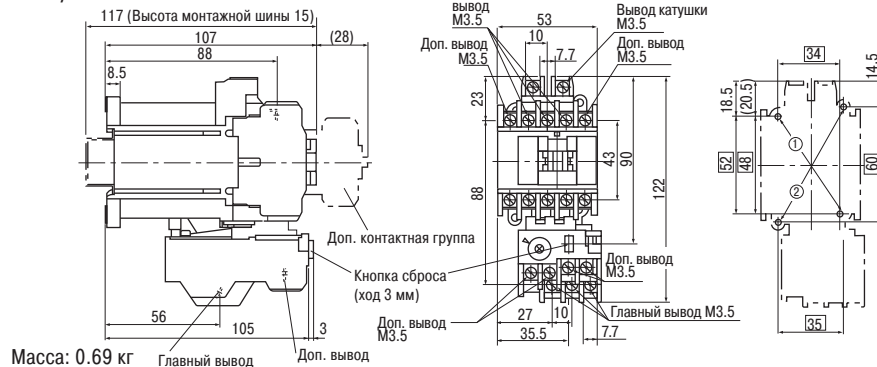 117 (Высота монтажной шины 15)
107
(28)
88
8.5
Доп. контактная группа
Кнопка сброса
(ход 3 мм)
56
105
3
Масса: 0.69 кг
Главный вывод
Доп. вывод
вывод
M3.5
53
Вывод катушки
M3.5
10
7.7
Доп. вывод
M3.5
Доп. вывод
M3.5
23
88
43
90
122
Доп. вывод
M3.5
Доп. вывод
M3.5
Главный вывод M3.5
27
10
35.5
7.7
34
14.5
18.5
(20.5)
52
48
60
①
②
35